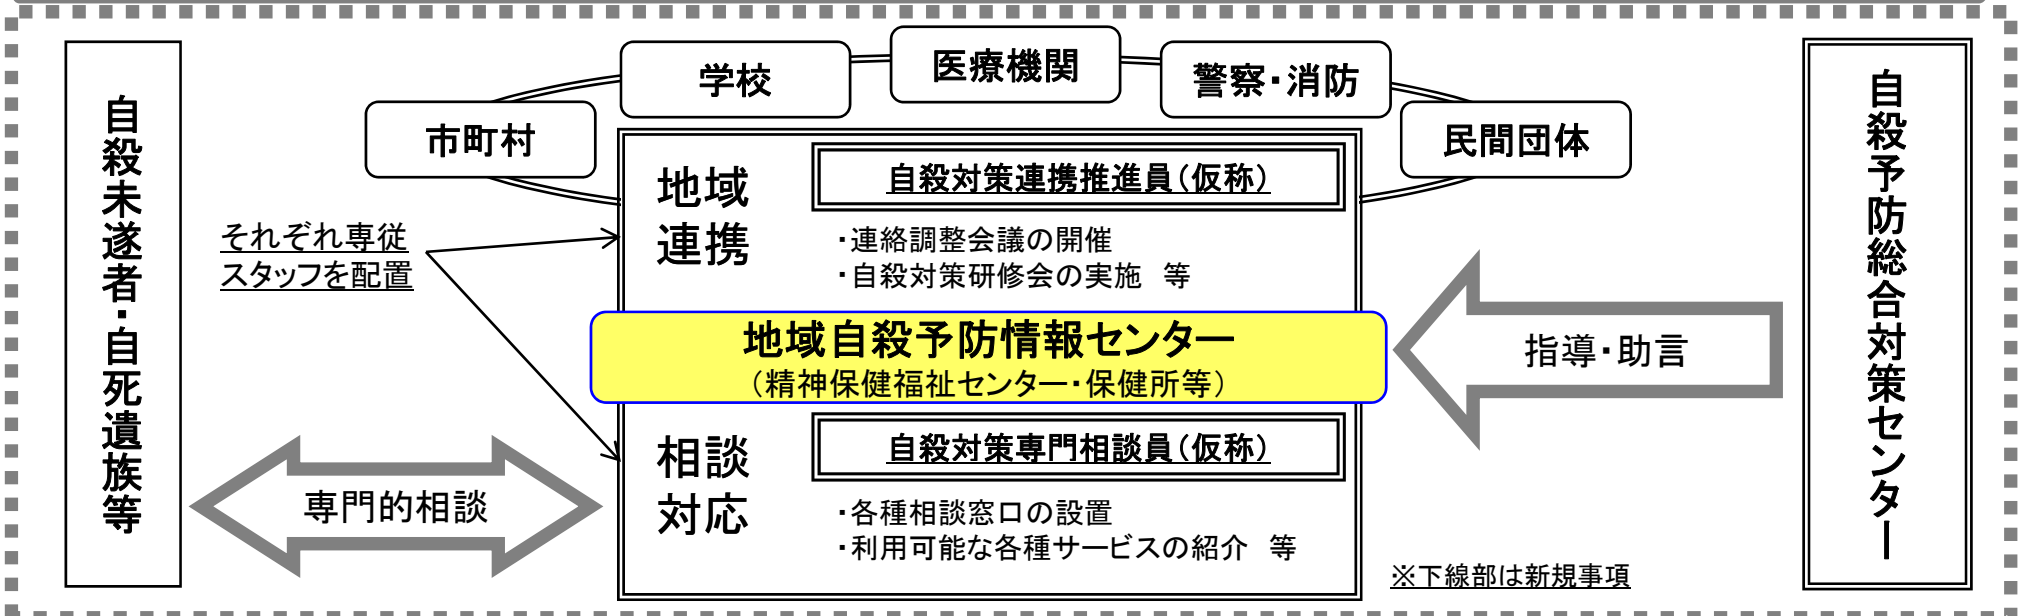 学校
医療機関
警察・消防
市町村
民間団体
自殺未遂者・自死遺族等
それぞれ専従
スタッフを配置
地域
連携
自殺対策連携推進員（仮称）
・連絡調整会議の開催
・自殺対策研修会の実施　等
地域自殺予防情報センター
（精神保健福祉センター・保健所等）
相談
対応
自殺対策専門相談員（仮称）
・各種相談窓口の設置
・利用可能な各種サービスの紹介　等
専門的相談
指導・助言
自殺予防総合対策センター
※下線部は新規事項